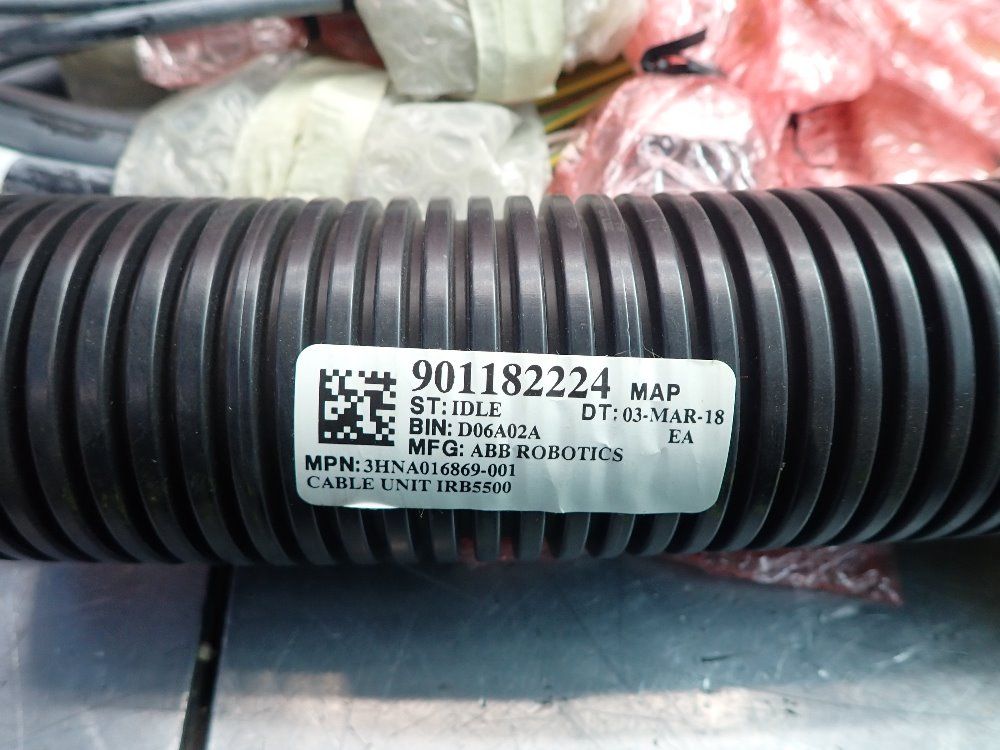 901182224 MAP
ST: IDLE DT: 03-MAR-18
BIN: D06A02A EA
MFG: ABB ROBOTICS
MPN: 3HNA016869-001
CABLE UNIT IRB5500